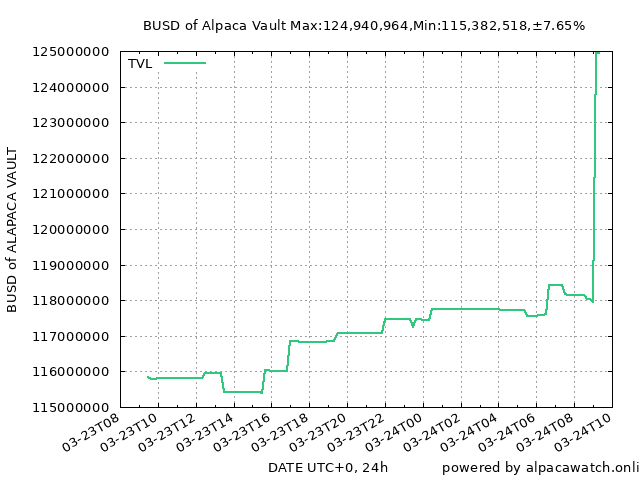 BUSD of Alpaca Vault Max:124,940,964,Min:115,382,518,±7.65%
TVL
BUSD of ALAPACA VAULT
125000000
124000000
123000000
122000000
121000000
120000000
119000000
118000000
117000000
116000000
115000000
03-23T08
03-23T10
03-23T12
03-23T14
03-23T16
03-23T18
03-23T20
03-23T22
03-24T00
03-24T02
03-24T04
03-24T06
03-24T08
03-24T10
DATE UTC+0, 24h
powered by alpacawatch.onli